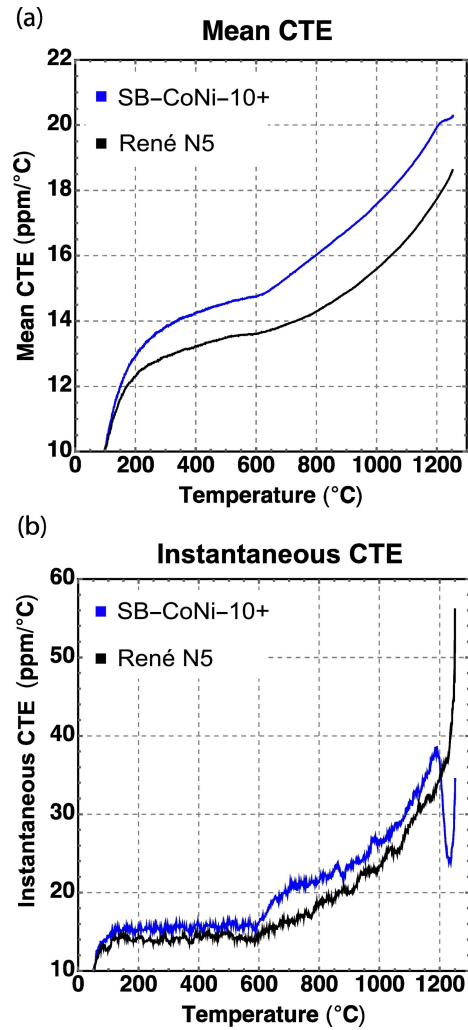 (a)
Mean CTE
22
20
18
16
14
12
10
Mean CTE (ppm/°C)
SB–CoNi–10+
René N5
0 200 400 600 800 1000 1200
Temperature (°C)
(b)
Instantaneous CTE
60
50
40
30
20
10
Instantaneous CTE (ppm/°C)
SB–CoNi–10+
René N5
0 200 400 600 800 1000 1200
Temperature (°C)